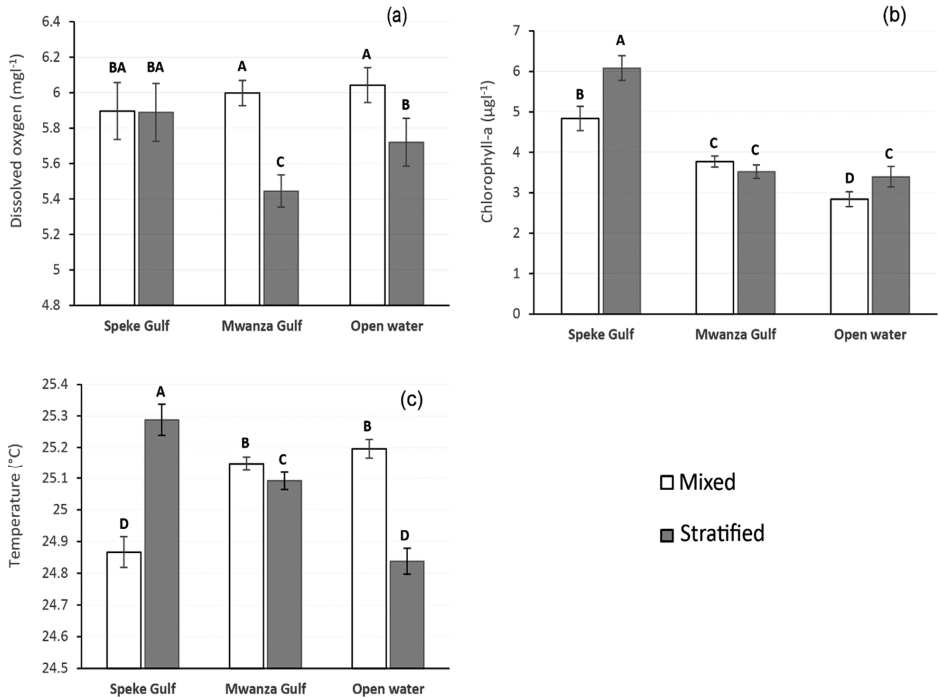 (a)
Dissolved oxygen (mgl-1)
6.4
6.2
6
5.8
5.6
5.4
5.2
5
4.8
BA
BA
A
C
A
B
Speke Gulf
Mwanza Gulf
Open water
(b)
Chlorophyll-a (µgl-1)
7
6
5
4
3
2
1
0
B
A
C
C
D
C
Speke Gulf
Mwanza Gulf
Open water
(c)
Temperature (°C)
25.4
25.3
25.2
25.1
25
24.9
24.8
24.7
24.6
24.5
D
A
B
C
B
D
Speke Gulf
Mwanza Gulf
Open water
Mixed
Stratified